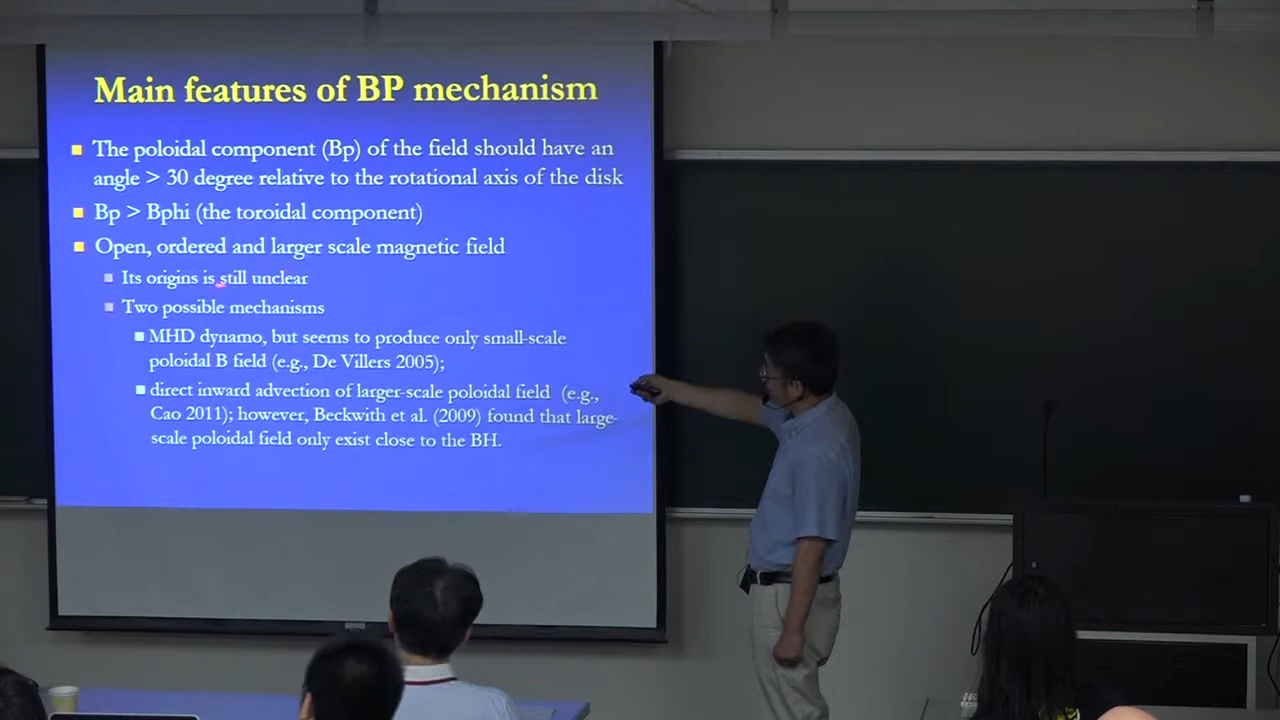 Main features of BP mechanism
The poloidal component (Bp) of the field should have an
angle > 30 degree relative to the rotational axis of the disk
Bp > Bphi (the toroidal component)
Open, ordered and larger scale magnetic field
Its origins is still unclear
Two possible mechanisms
MHD dynamo, but seems to produce only small-scale
poloidal B field (e.g., De Villers 2005);
direct inward advection of larger-scale poloidal field (e.g.,
Cao 2011); however, Beckwith et al. (2009) found that large-
scale poloidal field only exist close to the BH.